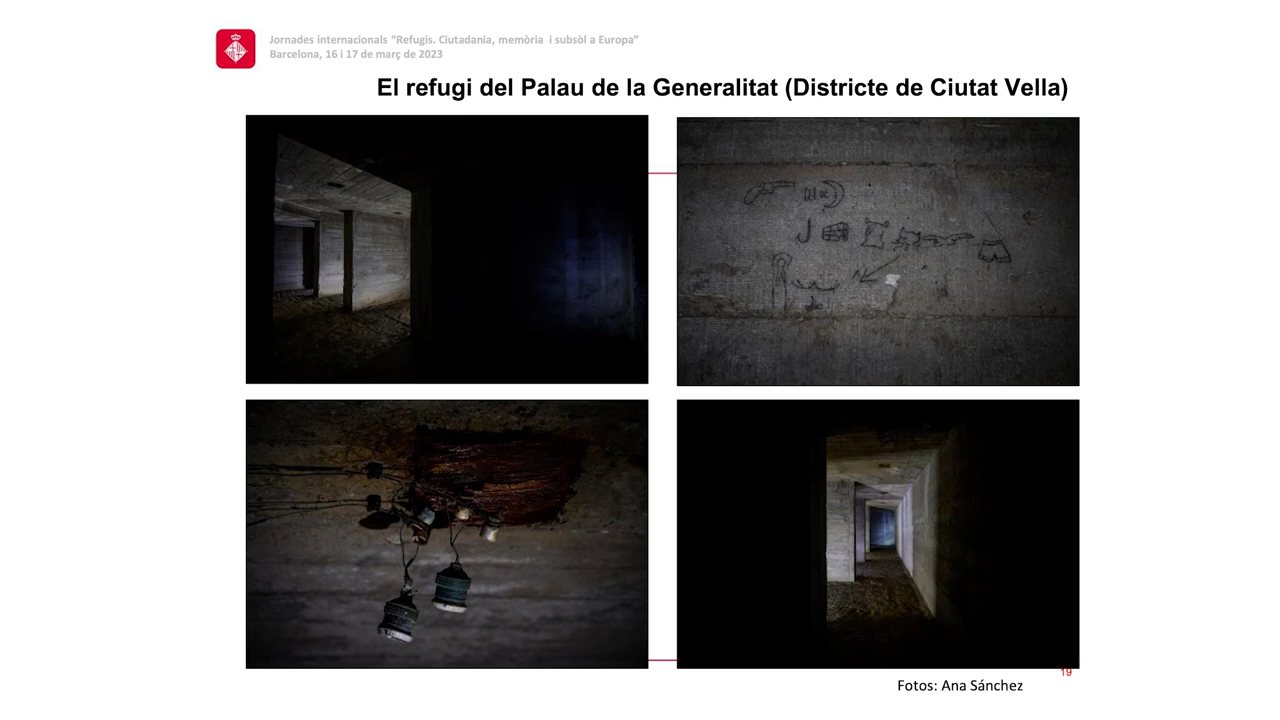 Jornades internacionals “Refugis. Ciutadania, memòria  i subsòl a Europa”
Barcelona, 16 i 17 de març de 2023
El refugi del Palau de la Generalitat (Districte de Ciutat Vella)
19
Fotos: Ana Sánchez